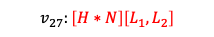 v₂₇: [H * N][L₁, L₂]